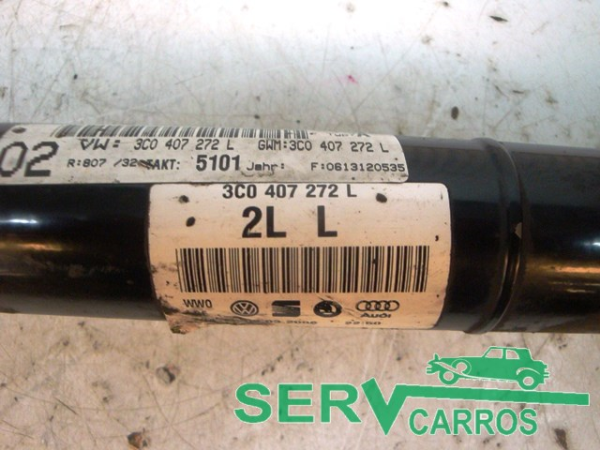 02
VW: 3C0 407 272 L GWM:3C0 407 272 L
R:807 /32 SAKT: 5101 Jahr: F:0613120535
3C0 407 272 L
2L L
WW0
Audi
SERV
CARROS